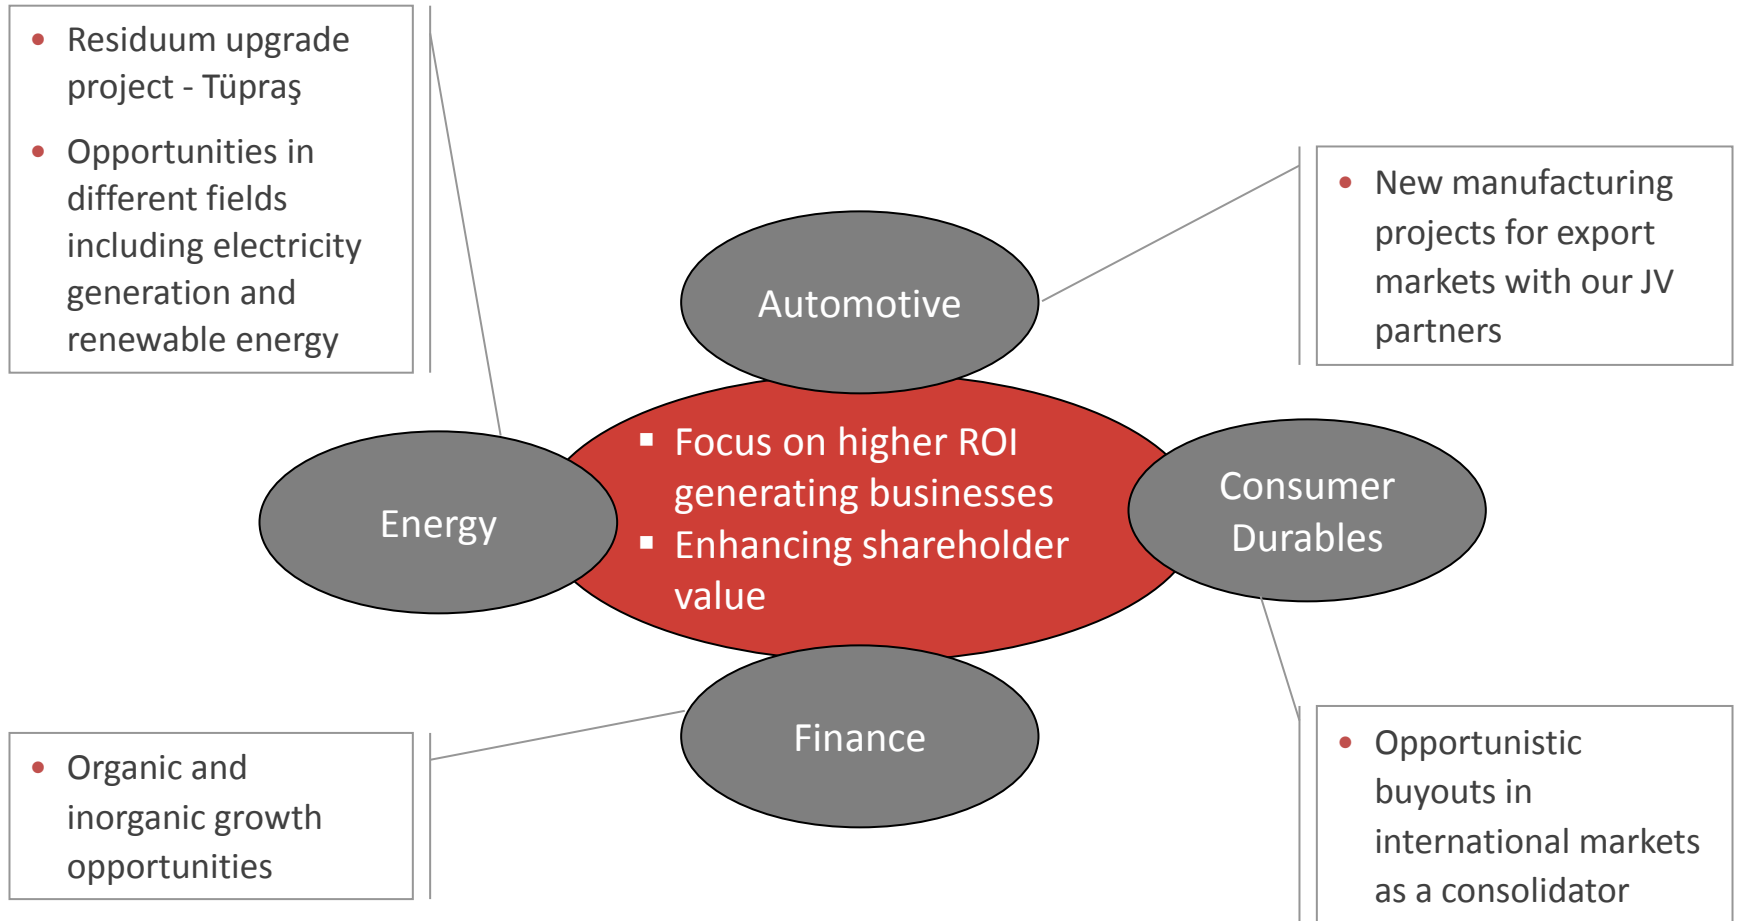 • Residuum upgrade
project - Tüpraş
• Opportunities in
different fields
including electricity
generation and
renewable energy
• New manufacturing
projects for export
markets with our JV
partners
Automotive
Energy
▪ Focus on higher ROI
generating businesses
▪ Enhancing shareholder
value
Consumer
Durables
Finance
• Organic and
inorganic growth
opportunities
• Opportunistic
buyouts in
international markets
as a consolidator